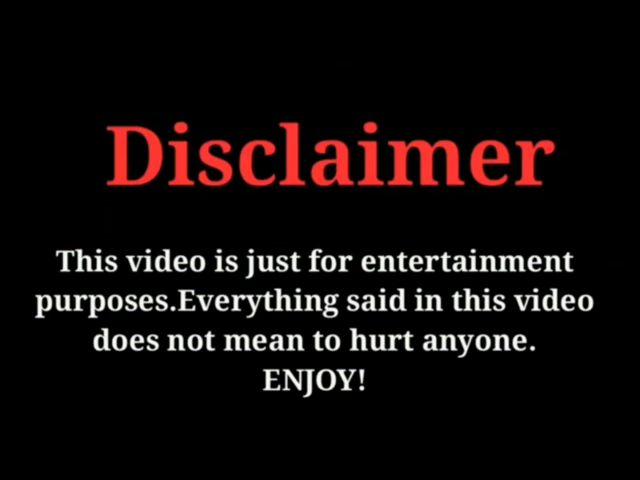 Disclaimer
This video is just for entertainment
purposes.Everything said in this video
does not mean to hurt anyone.
ENJOY!